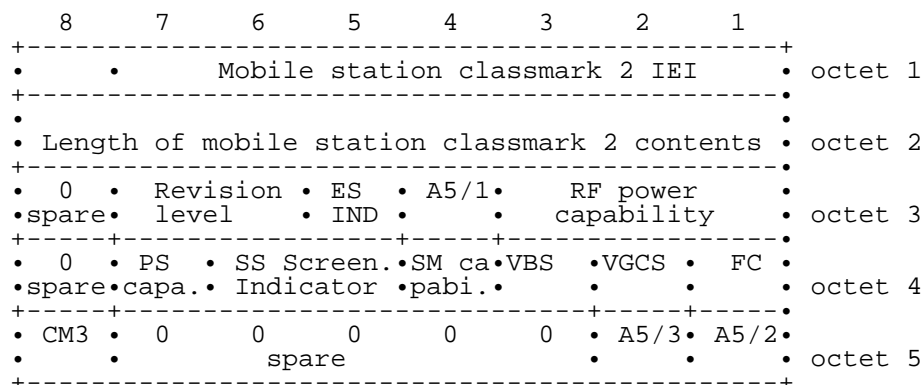 8 7 6 5 4 3 2 1
+-----------------------------------------------+
• • Mobile station classmark 2 IEI • octet 1
+-----------------------------------------------•
• •
• Length of mobile station classmark 2 contents • octet 2
+-----------------------------------------------•
• 0 • Revision • ES • A5/1• RF power •
•spare• level • IND • • capability • octet 3
+-----+-----------------+-----+-----------------•
• 0 • PS • SS Screen.•SM ca•VBS •VGCS • FC •
•spare•capa.• Indicator •pabi.• • • • octet 4
+-----+-----------------------------+-----+-----•
• CM3 • 0 0 0 0 0 • A5/3• A5/2•
• • spare • • • octet 5
+-----------------------------------------------+